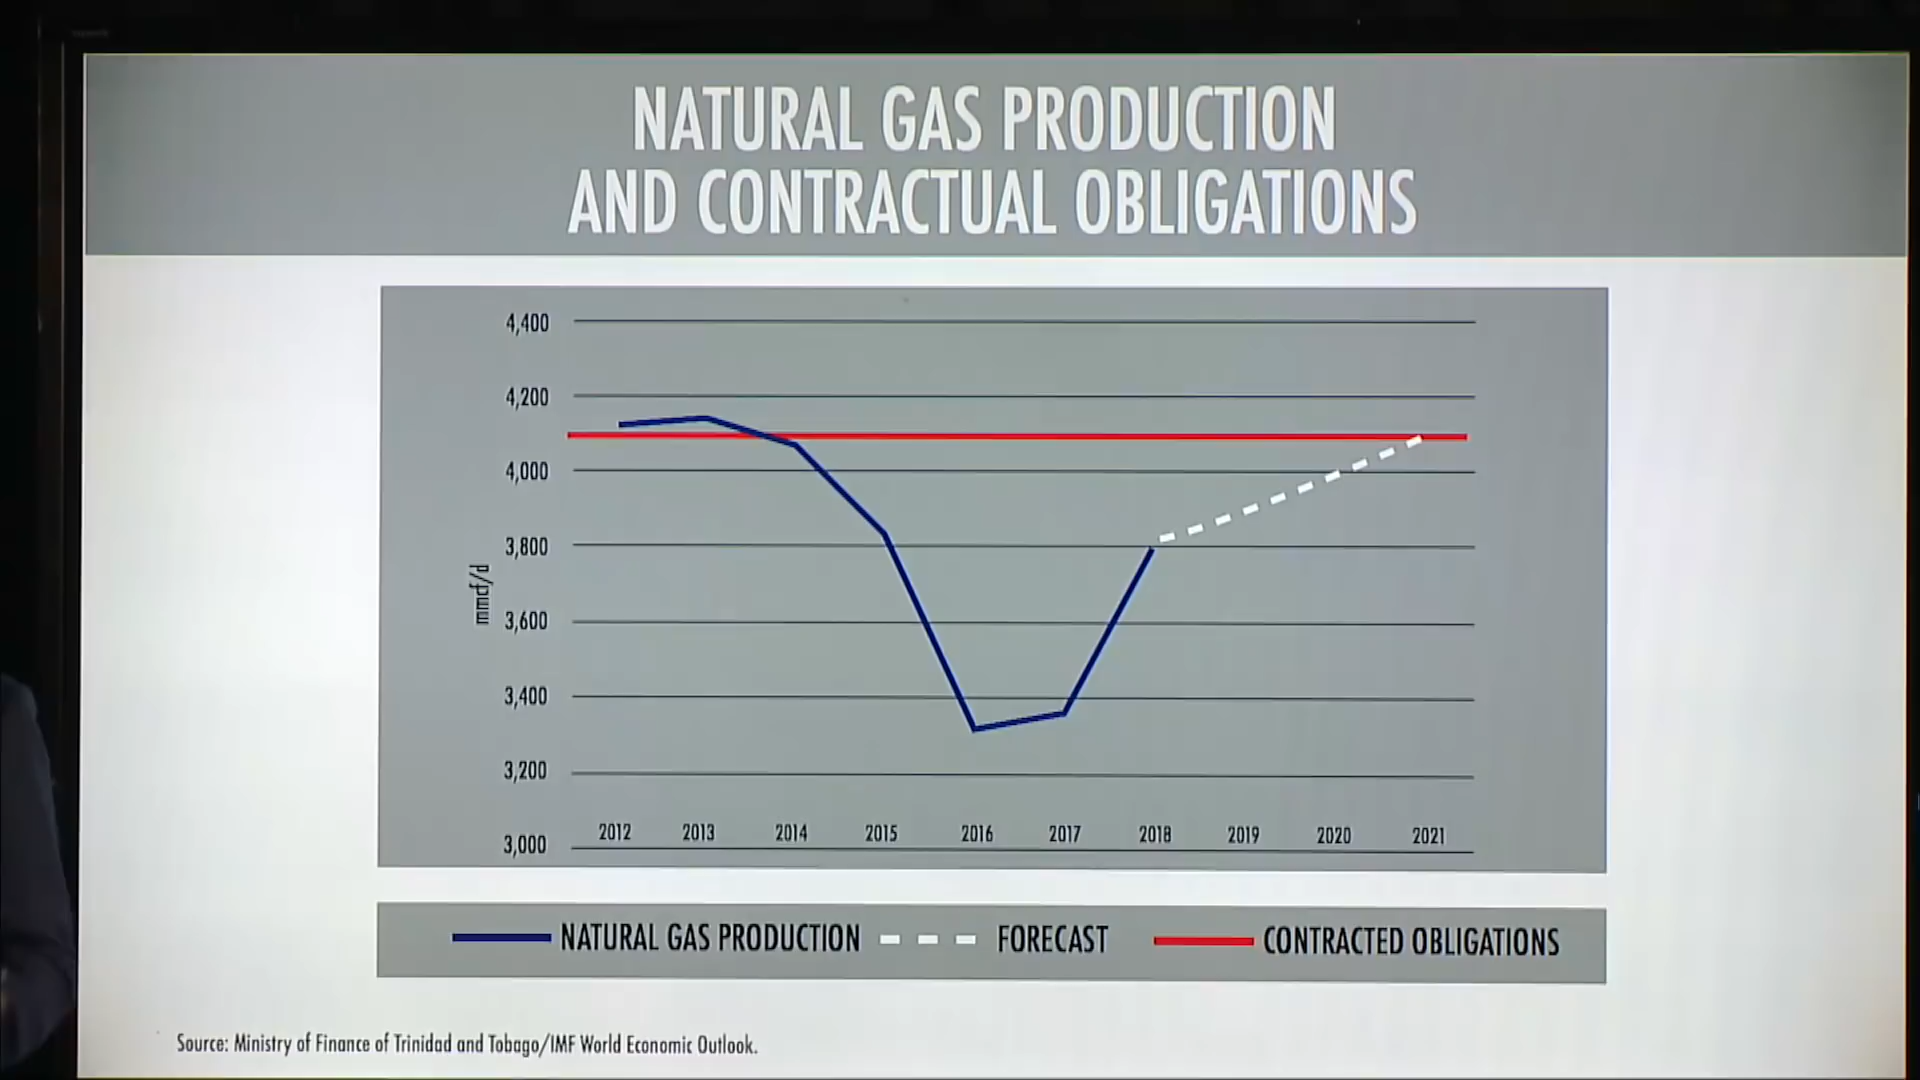 NATURAL GAS PRODUCTION
AND CONTRACTUAL OBLIGATIONS
4,400
4,200
4,000
3,800
3,600
3,400
3,200
3,000
mmcf/d
2012 2013 2014 2015 2016 2017 2018 2019 2020 2021
NATURAL GAS PRODUCTION FORECAST CONTRACTED OBLIGATIONS
Source: Ministry of Finance of Trinidad and Tobago/IMF World Economic Outlook.